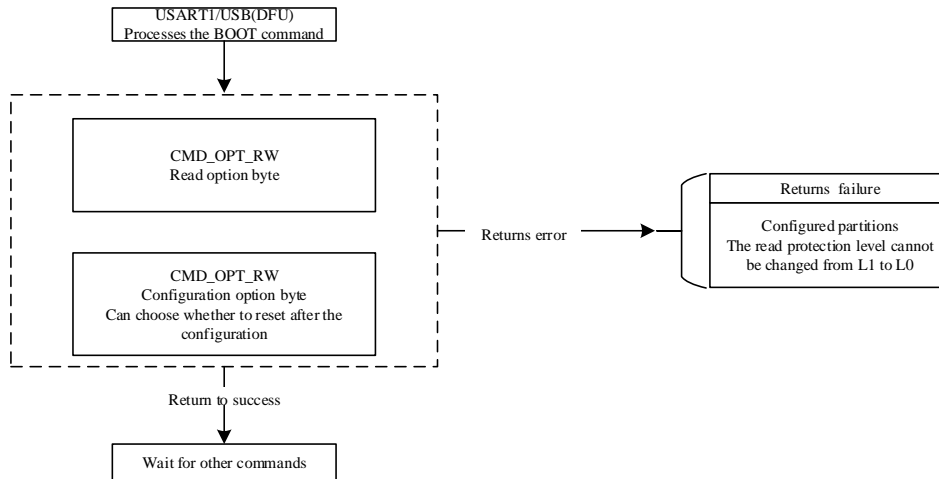 USART1/USB(DFU)
Processes the BOOT command
CMD_OPT_RW
Read option byte
CMD_OPT_RW
Configuration option byte
Can choose whether to reset after the
configuration
Returns error
Returns failure
Configured partitions
The read protection level cannot
be changed from L1 to L0
Return to success
Wait for other commands